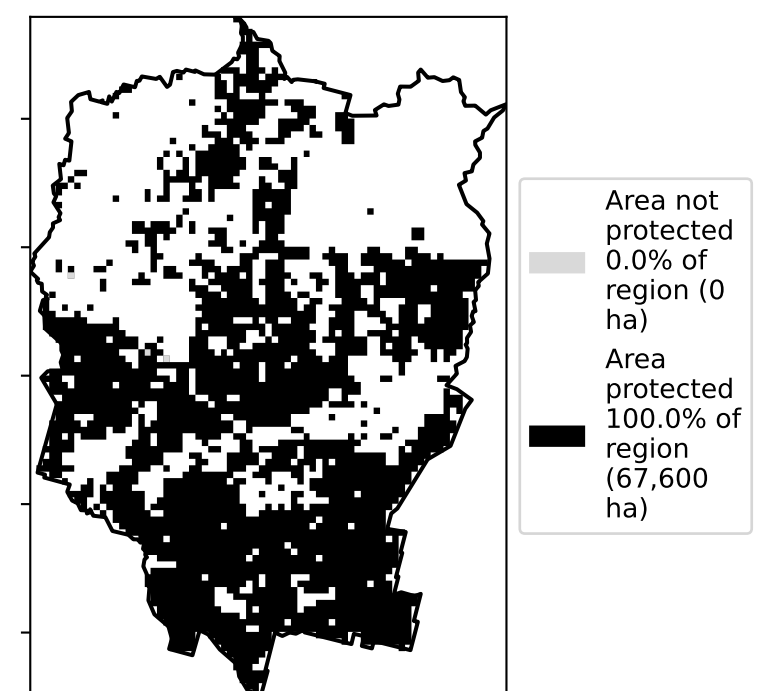 Area not
protected
0.0% of
region (0
ha)
Area
protected
100.0% of
region
(67,600
ha)